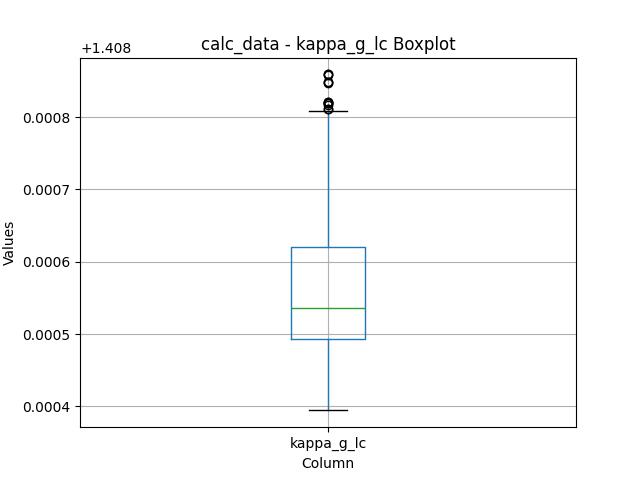 calc_data - kappa_g_lc Boxplot
+1.408
0.0008
0.0007
0.0006
0.0005
0.0004
Values
kappa_g_lc
Column